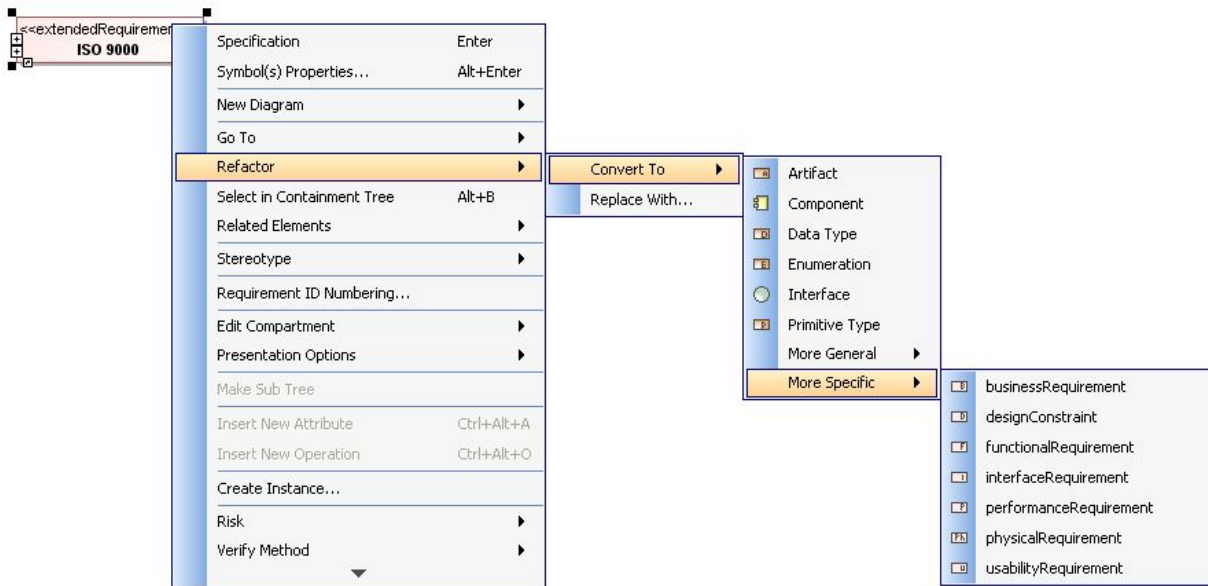 <<extendedRequiremen
ISO 9000
Specification Enter
Symbol(s) Properties... Alt+Enter
New Diagram
Go To
Refactor
Select in Containment Tree Alt+B
Related Elements
Stereotype
Requirement ID Numbering...
Edit Compartment
Presentation Options
Make Sub Tree
Insert New Attribute Ctrl+Alt+A
Insert New Operation Ctrl+Alt+O
Create Instance...
Risk
Verify Method
Convert To
Replace With...
A Artifact
Component
D Data Type
E Enumeration
Interface
P Primitive Type
More General
More Specific
B businessRequirement
D designConstraint
F functionalRequirement
I interfaceRequirement
P performanceRequirement
Ph physicalRequirement
U usabilityRequirement